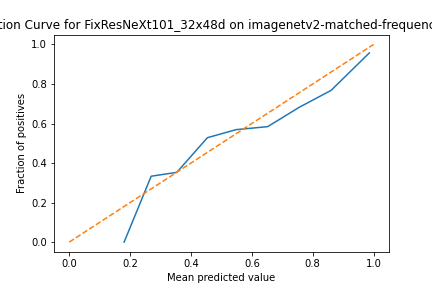 tion Curve for FixResNeXt101_32x48d on imagenetv2-matched-frequenc
1.0
0.8
0.6
0.4
0.2
0.0
Fraction of positives
0.0 0.2 0.4 0.6 0.8 1.0
Mean predicted value